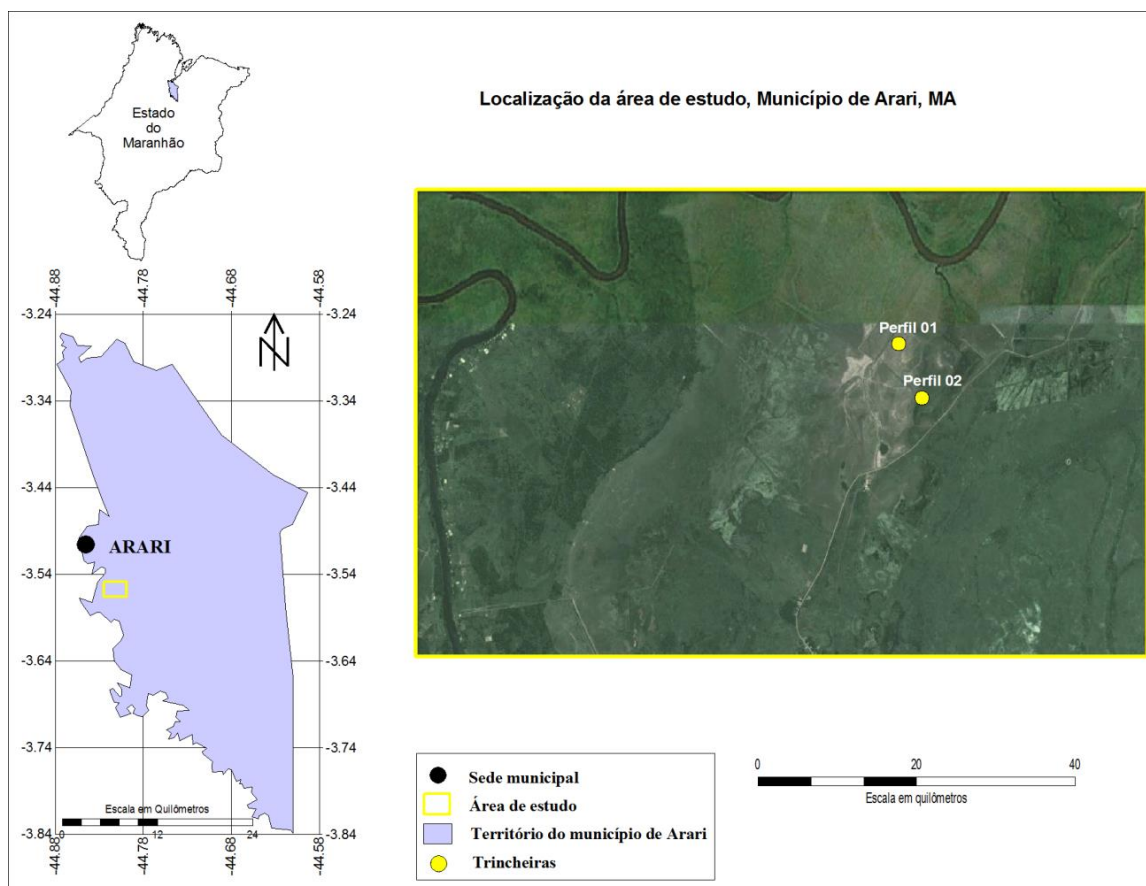 Estado
do
Maranhão
Localização da área de estudo, Município de Arari, MA
-44.88
-44.78
-44.68
-44.58
-3.24
-3.24
N
-3.34
-3.34
-3.44
-3.44
ARARI
-3.54
-3.54
-3.64
-3.64
-3.74
-3.74
Escala em Quilômetros
0
12
24
-3.84
-3.84
-44.88
-44.78
-44.68
-44.58
Perfil 01
Perfil 02
Sede municipal
Área de estudo
Território do município de Arari
Trincheiras
0
20
40
Escala em quilômetros